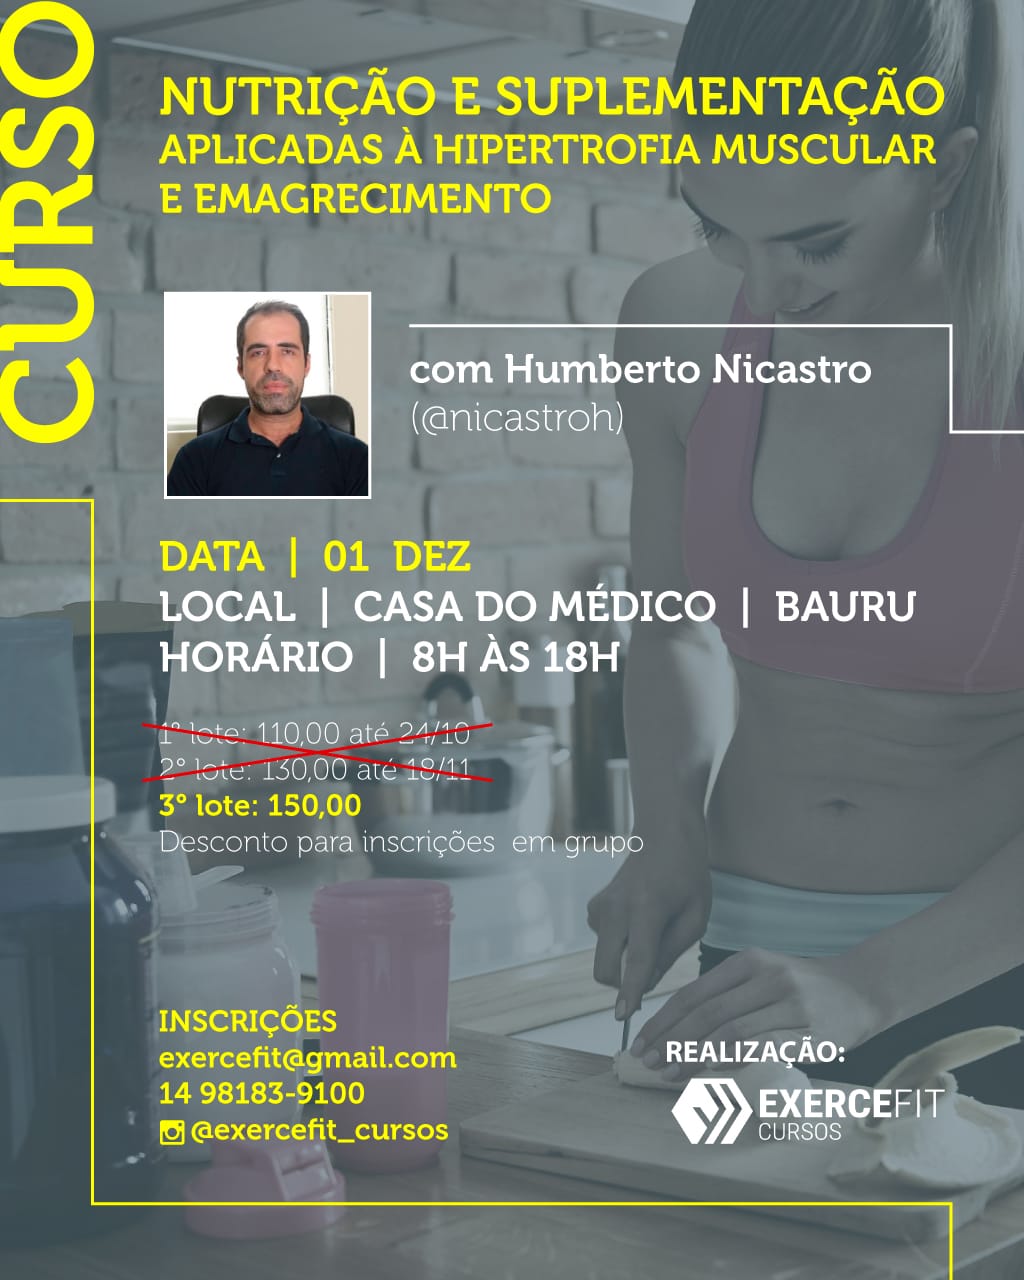 CURSO
NUTRIÇÃO E SUPLEMENTAÇÃO
APLICADAS À HIPERTROFIA MUSCULAR
E EMAGRECIMENTO
com Humberto Nicastro
(@nicastroh)
DATA | 01 DEZ
LOCAL | CASA DO MÉDICO | BAURU
HORÁRIO | 8H ÀS 18H
1° lote: 110,00 até 24/10
2° lote: 130,00 até 18/11
3° lote: 150,00
Desconto para inscrições em grupo
INSCRIÇÕES
exercefit@gmail.com
14 98183-9100
@exercefit_cursos
REALIZAÇÃO:
EXERCEFIT
CURSOS